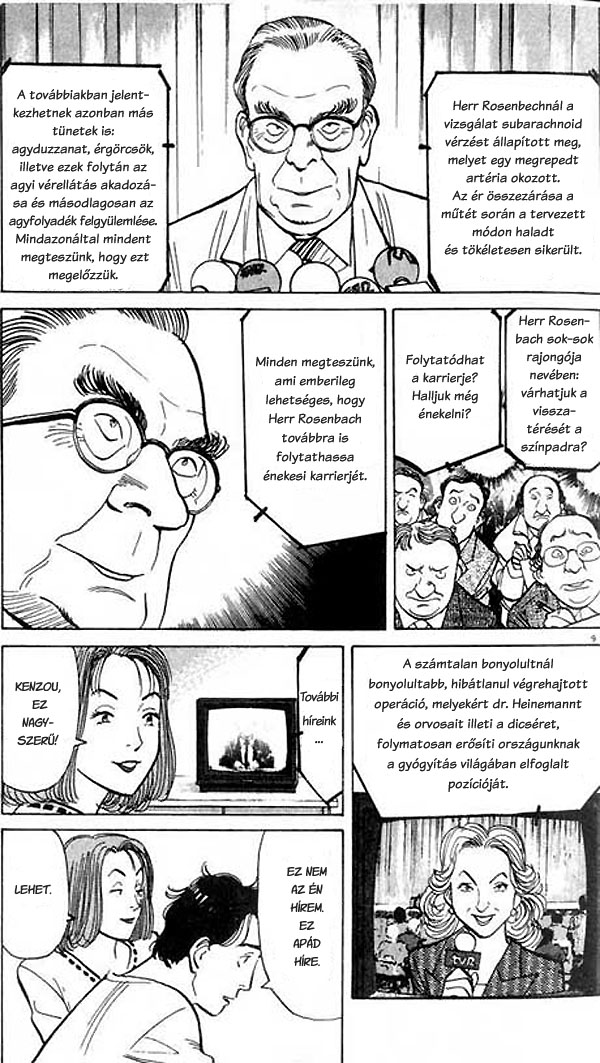 Herr Rosenbechnál a
vizsgálat subarachnoid
vérzést állapított meg,
melyet egy megrepedt
artéria okozott.
Az ér összezárása a
műtét során a tervezett
módon haladt
és tökéletesen sikerült.
A továbbiakban jelent-
kezhetnek azonban más
tünetek is:
agyduzzanat, érgörcsök,
illetve ezek folytán az
agyi vérellátás akadozá-
sa és másodlagosan az
agyfolyadék felgyülemlése.
Mindazonáltal mindent
megteszünk, hogy ezt
megelőzzük.
Herr Rosen-
bach sok-sok
rajongója
nevében:
várhatjuk a
vissza-
térését a
színpadra?
Folytatódhat
a karrierje?
Halljuk még
énekelni?
Minden megteszünk,
ami emberileg
lehetséges, hogy
Herr Rosenbach
továbbra is
folytathassa
énekesi karrierjét.
9
A számtalan bonyolultnál
bonyolultabb, hibátlanul végrehajtott
operáció, melyekért dr. Heinemannt
és orvosait illeti a dicséret,
folymatosan erősíti országunknak
a gyógyítás világában elfoglalt
pozícióját.
tvR
További
híreink
...
KENZOU,
EZ
NAGY-
SZERŰ!
EZ NEM
AZ ÉN
HÍREM.
EZ
APÁD
HÍRE.
LEHET.